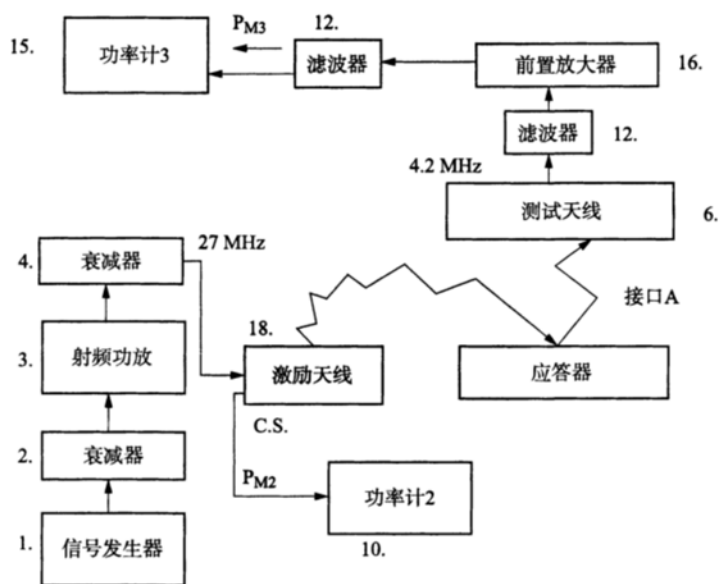 P_M3
12.
15.
功率计3
滤波器
前置放大器
16.
滤波器
12.
4.2 MHz
测试天线
6.
27 MHz
4.
衰减器
接口A
18.
3.
射频功放
激励天线
应答器
C.S.
2.
衰减器
P_M2
功率计2
1.
信号发生器
10.